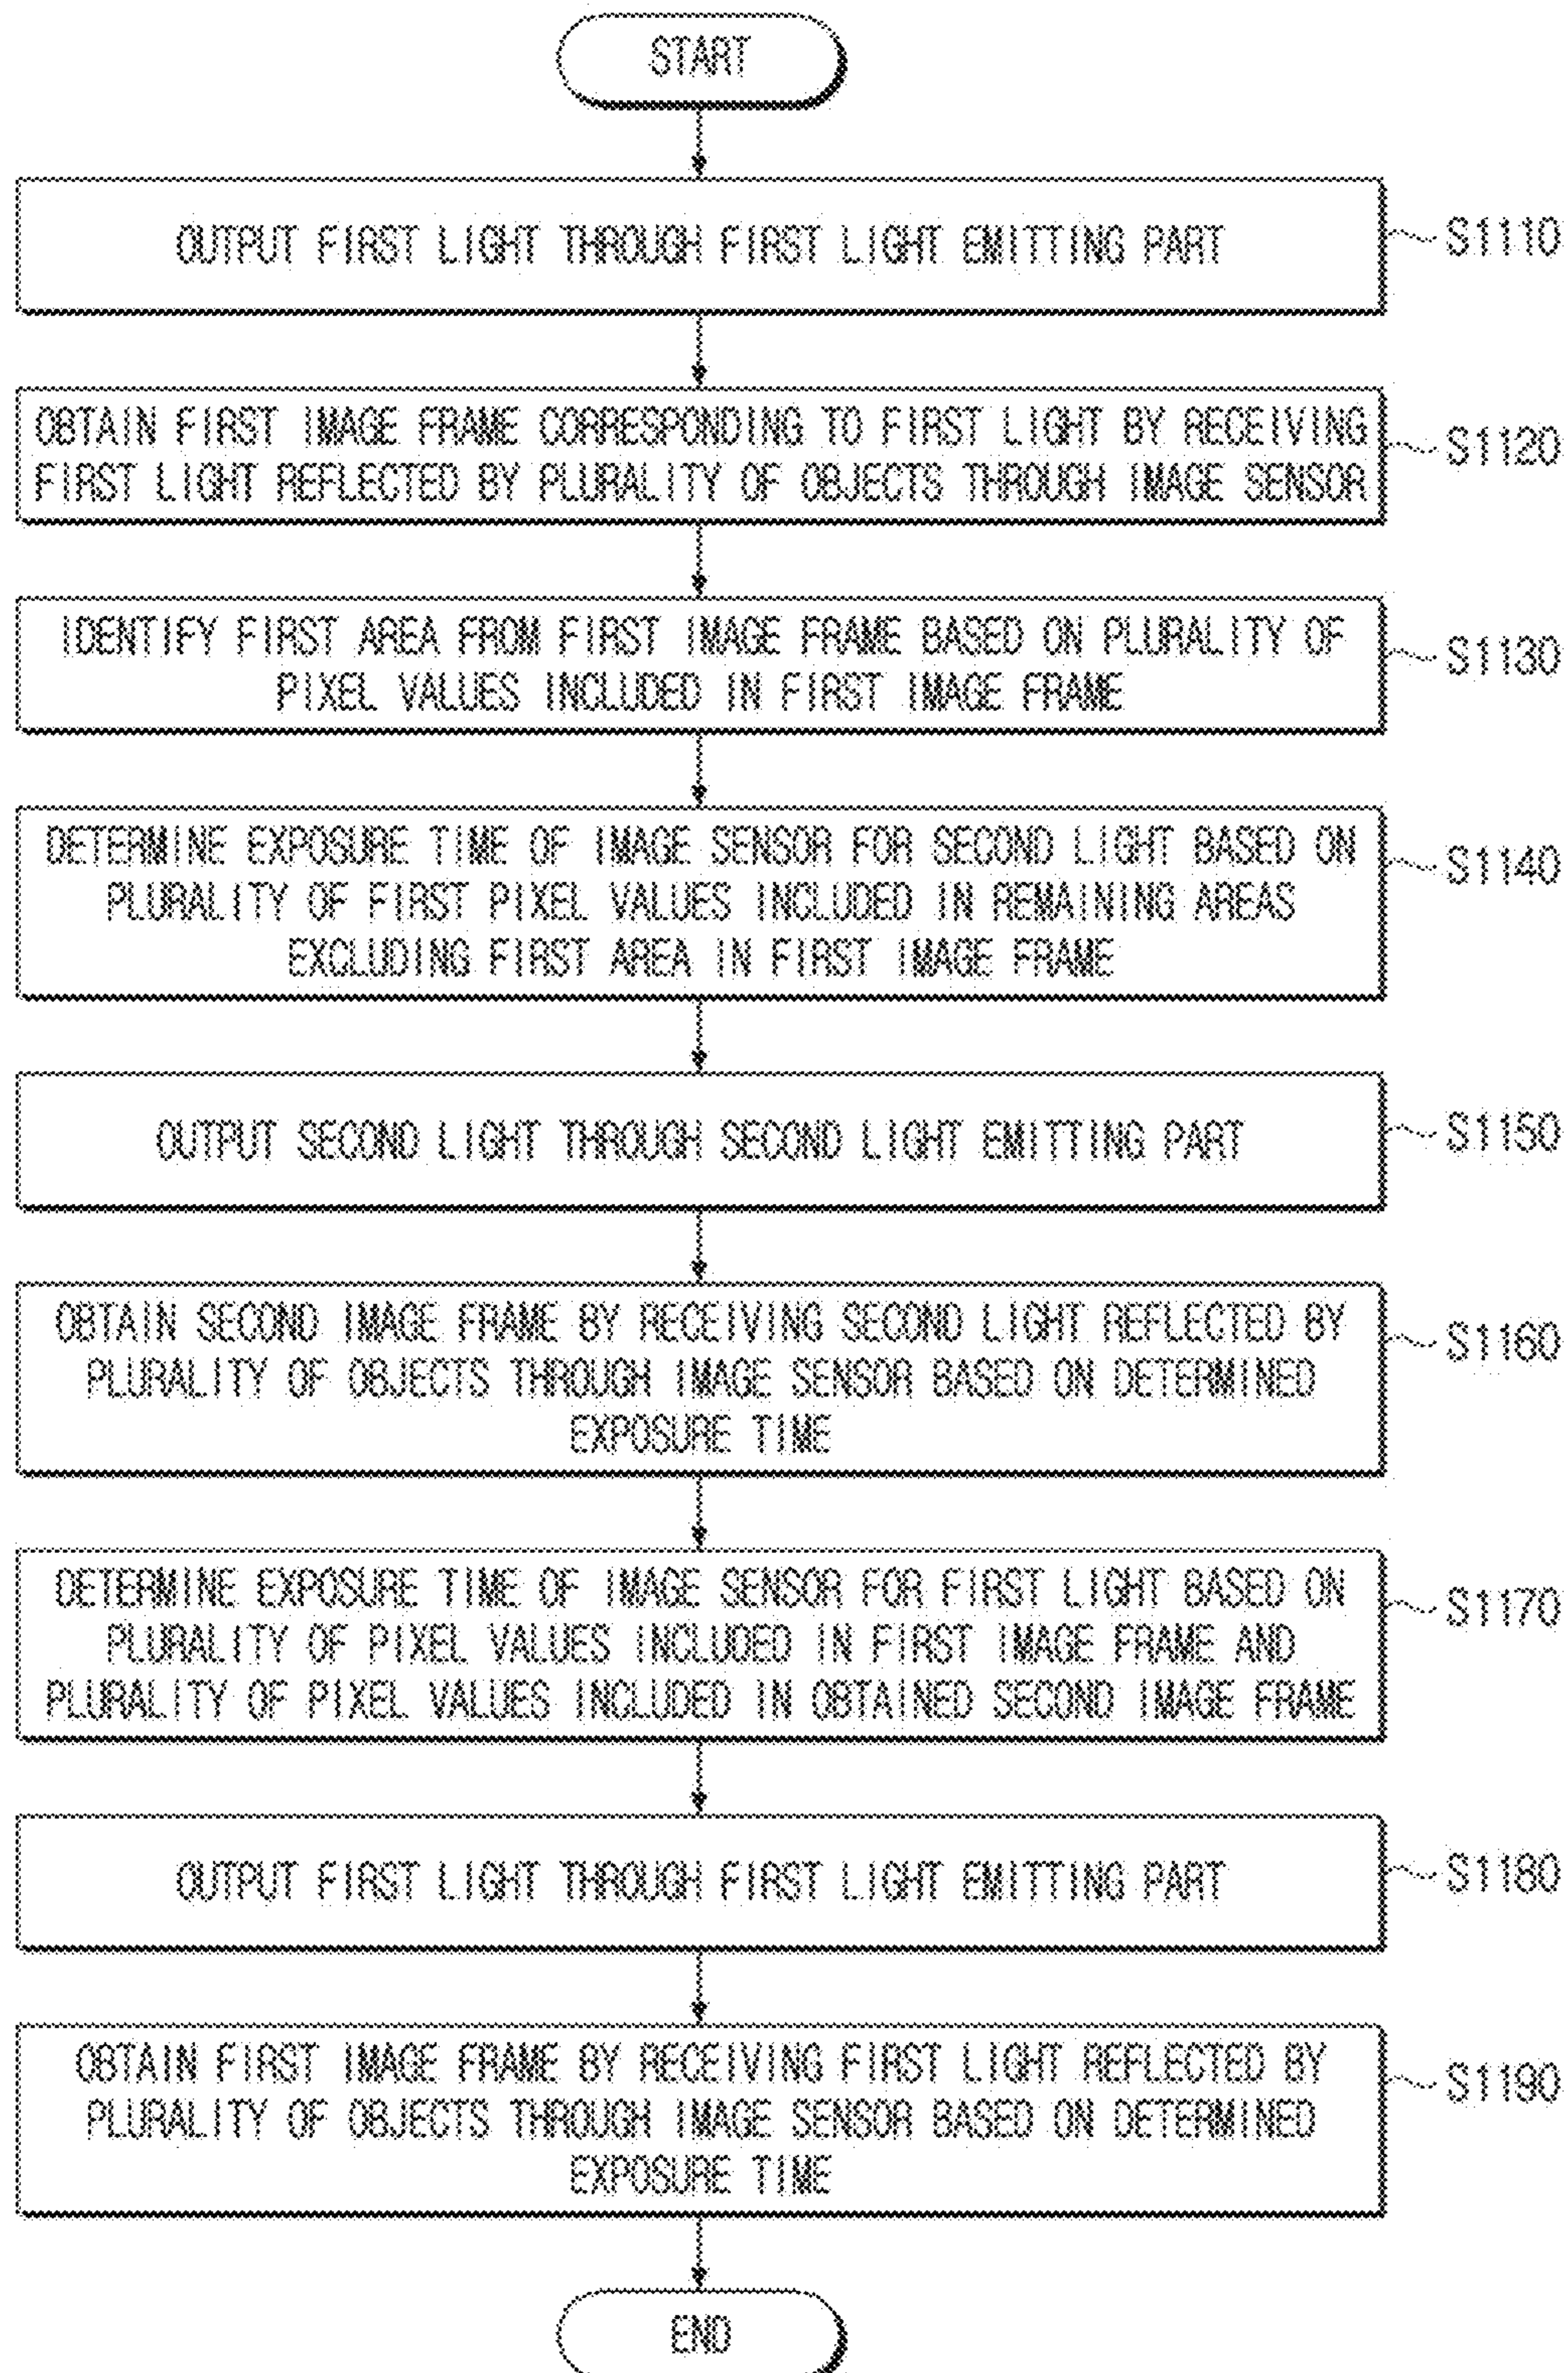 START
OUTPUT FIRST LIGHT THROUGH FIRST LIGHT EMITTING PART
S1110
OBTAIN FIRST IMAGE FRAME CORRESPONDING TO FIRST LIGHT BY RECEIVING
FIRST LIGHT REFLECTED BY PLURALITY OF OBJECTS THROUGH IMAGE SENSOR
S1120
IDENTIFY FIRST AREA FROM FIRST IMAGE FRAME BASED ON PLURALITY OF
PIXEL VALUES INCLUDED IN FIRST IMAGE FRAME
S1130
DETERMINE EXPOSURE TIME OF IMAGE SENSOR FOR SECOND LIGHT BASED ON
PLURALITY OF FIRST PIXEL VALUES INCLUDED IN REMAINING AREAS
EXCLUDING FIRST AREA IN FIRST IMAGE FRAME
S1140
OUTPUT SECOND LIGHT THROUGH SECOND LIGHT EMITTING PART
S1150
OBTAIN SECOND IMAGE FRAME BY RECEIVING SECOND LIGHT REFLECTED BY
PLURALITY OF OBJECTS THROUGH IMAGE SENSOR BASED ON DETERMINED
EXPOSURE TIME
S1160
DETERMINE EXPOSURE TIME OF IMAGE SENSOR FOR FIRST LIGHT BASED ON
PLURALITY OF PIXEL VALUES INCLUDED IN FIRST IMAGE FRAME AND
PLURALITY OF PIXEL VALUES INCLUDED IN OBTAINED SECOND IMAGE FRAME
S1170
OUTPUT FIRST LIGHT THROUGH FIRST LIGHT EMITTING PART
S1180
OBTAIN FIRST IMAGE FRAME BY RECEIVING FIRST LIGHT REFLECTED BY
PLURALITY OF OBJECTS THROUGH IMAGE SENSOR BASED ON DETERMINED
EXPOSURE TIME
S1190
END